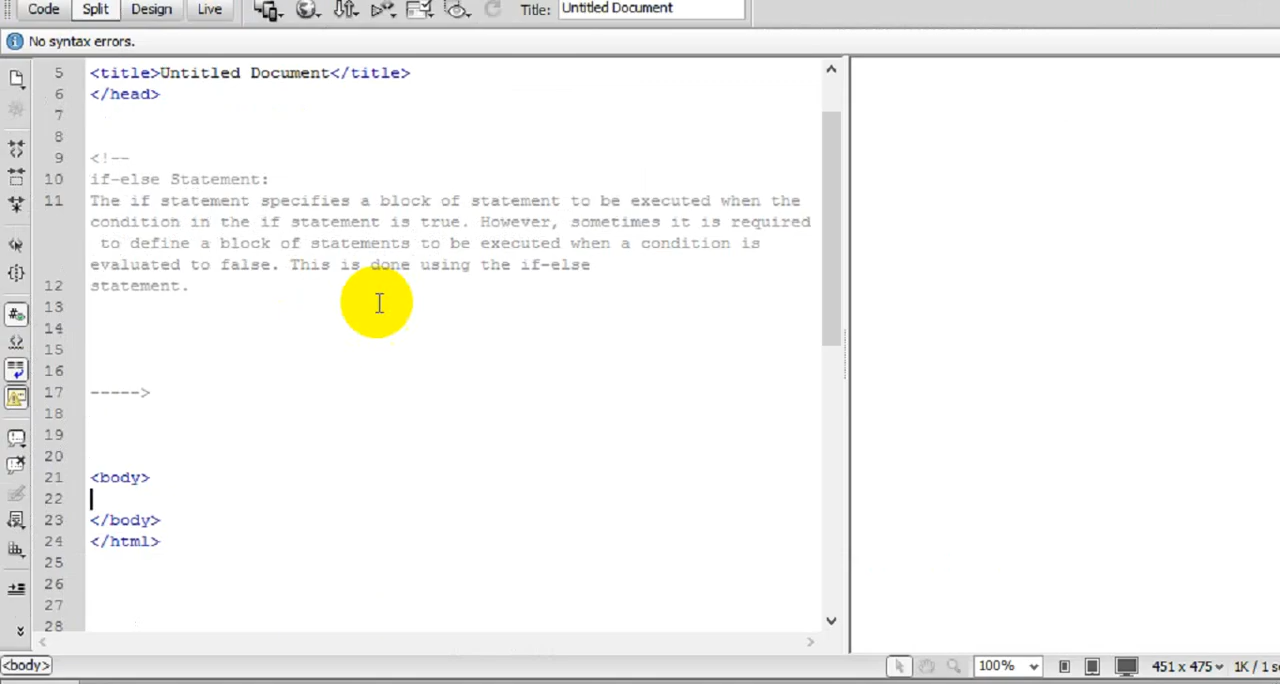 Code Split Design Live Title: Untitled Document
No syntax errors.
5 <title>Untitled Document</title>
6 </head>
7
8
9 <!--
10 if-else Statement:
11 The if statement specifies a block of statement to be executed when the
condition in the if statement is true. However, sometimes it is required
to define a block of statements to be executed when a condition is
evaluated to false. This is done using the if-else
12 statement.
13
14
15
16
17 ----->
18
19
20
21 <body>
22
23 </body>
24 </html>
25
26
27
28
<body> 100% 451 x 475 1K / 1 s